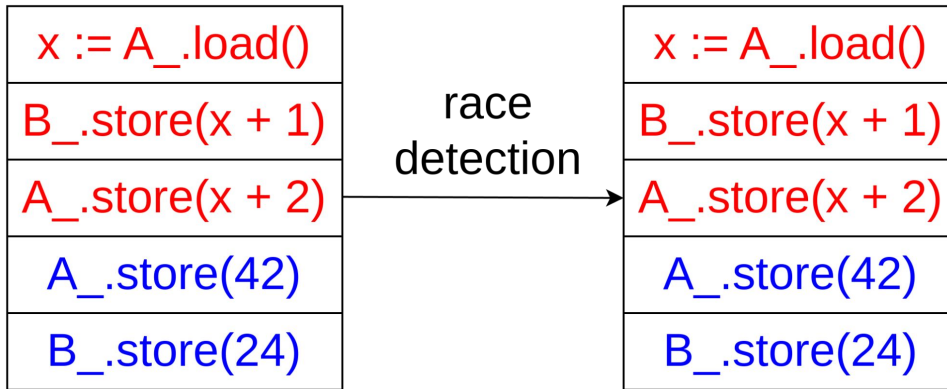 x := A_.load()
B_.store(x + 1)
A_.store(x + 2)
A_.store(42)
B_.store(24)
race
detection
x := A_.load()
B_.store(x + 1)
A_.store(x + 2)
A_.store(42)
B_.store(24)